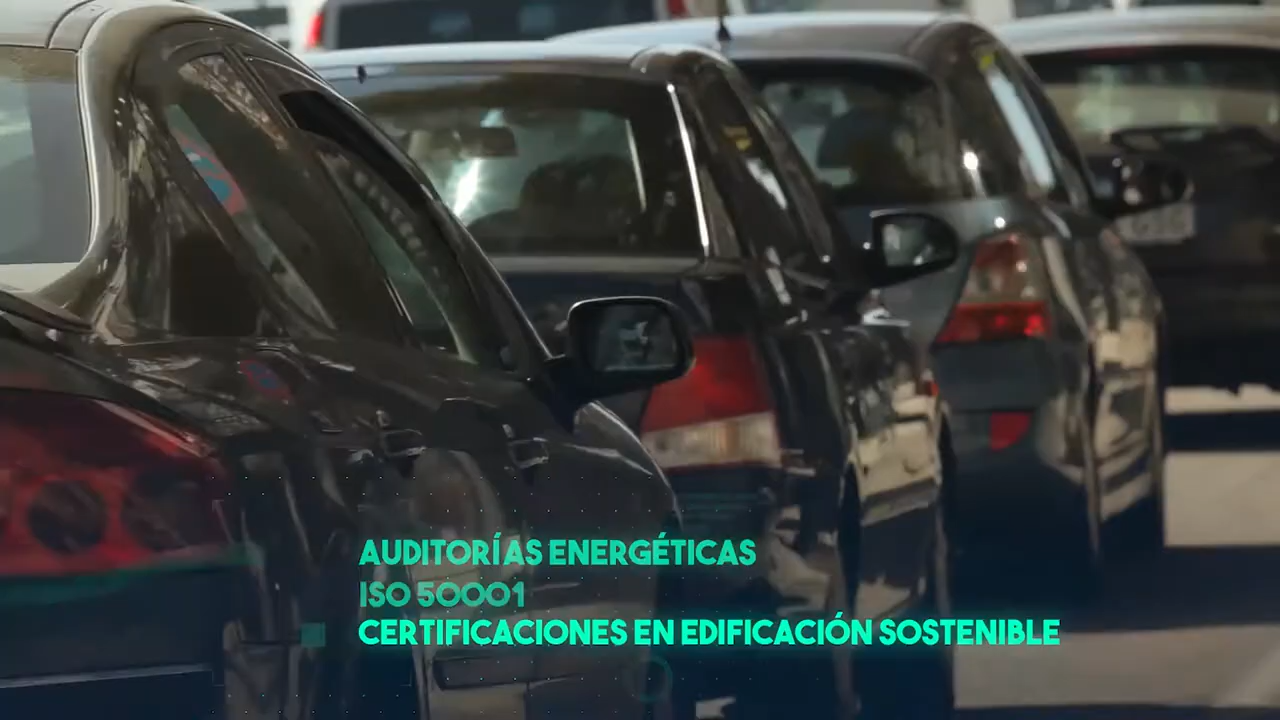 AUDITORÍAS ENERGÉTICAS
ISO 50001
CERTIFICACIONES EN EDIFICACIÓN SOSTENIBLE